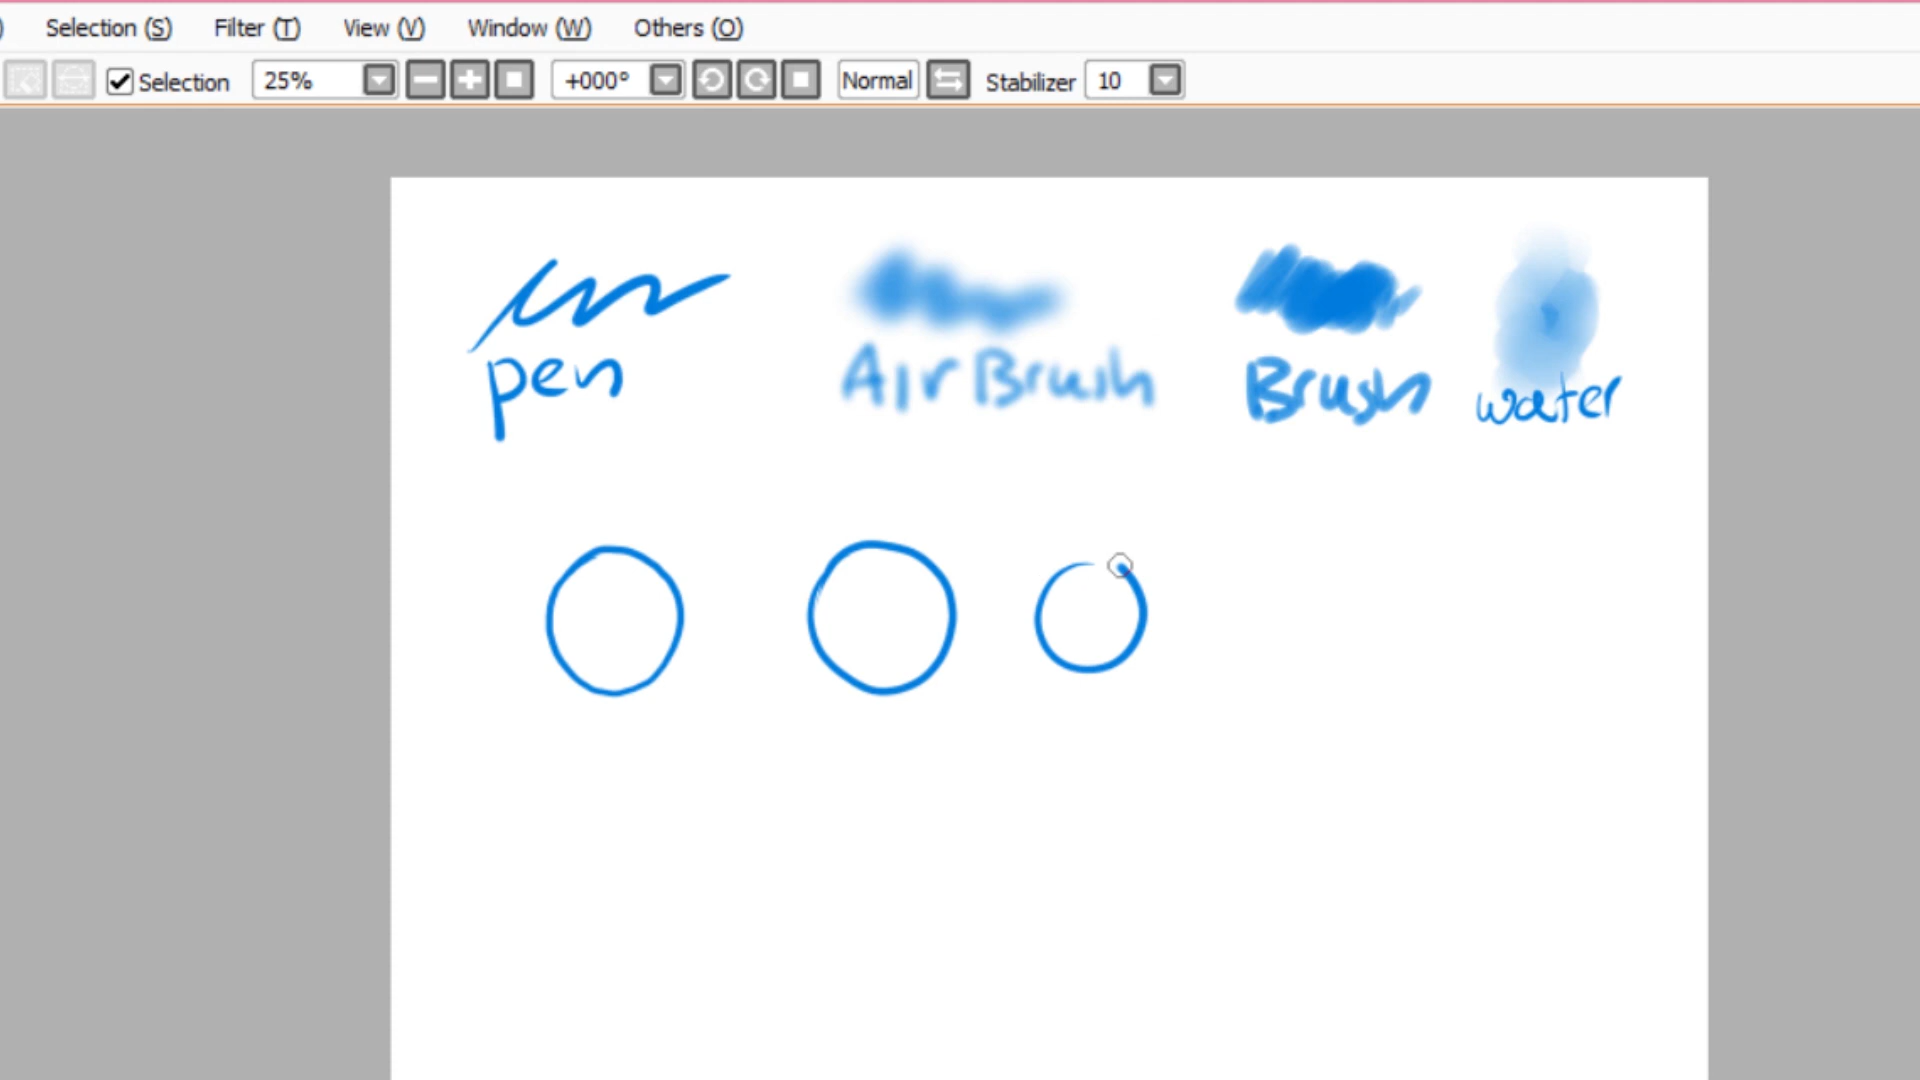 ) Selection (S) Filter (T) View (V) Window (W) Others (O)
Selection 25% +000° Normal Stabilizer 10
pen AirBrush Brush water